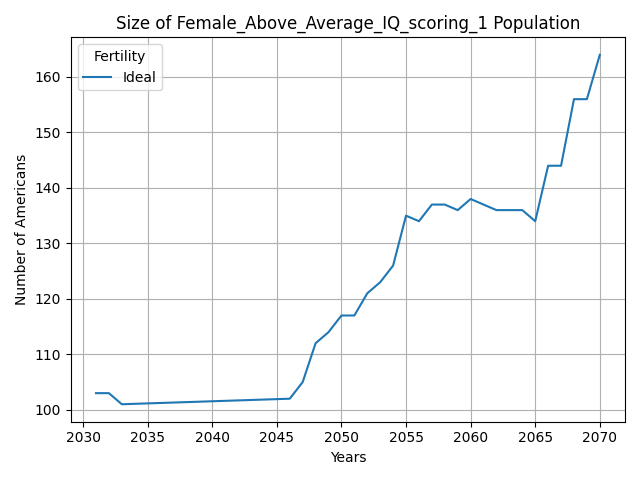 Size of Female_Above_Average_IQ_scoring_1 Population
Fertility
Ideal
Number of Americans
160
150
140
130
120
110
100
2030 2035 2040 2045 2050 2055 2060 2065 2070
Years